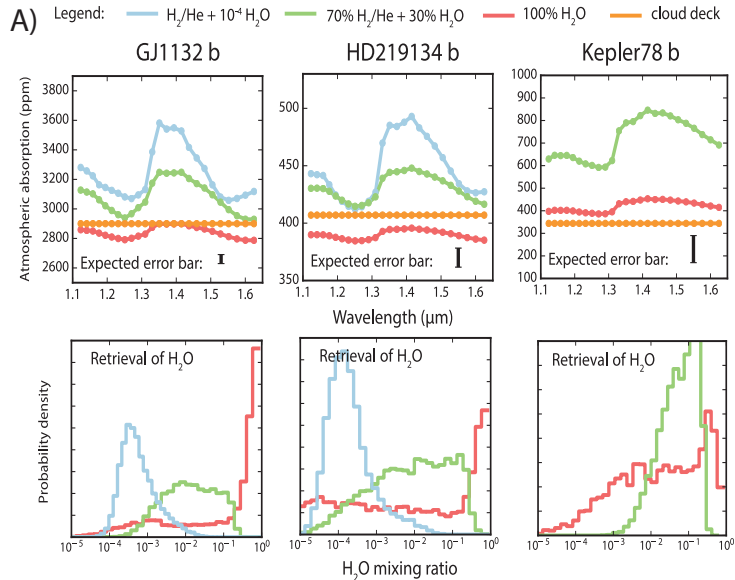 A)
Legend: H₂/He + 10⁻⁴ H₂O 70% H₂/He + 30% H₂O 100% H₂O cloud deck
GJ1132 b HD219134 b Kepler78 b
Atmospheric absorption (ppm)
3800
3600
3400
3200
3000
2800
2600
Expected error bar:
1.1 1.2 1.3 1.4 1.5 1.6
500
450
400
350
Expected error bar:
1.1 1.2 1.3 1.4 1.5 1.6
1000
900
800
700
600
500
400
300
200
100
Expected error bar:
1.1 1.2 1.3 1.4 1.5 1.6
Wavelength (μm)
Probability density
Retrieval of H₂O
10⁻⁵ 10⁻⁴ 10⁻³ 10⁻² 10⁻¹ 10⁰
Retrieval of H₂O
10⁻⁵ 10⁻⁴ 10⁻³ 10⁻² 10⁻¹ 10⁰
Retrieval of H₂O
10⁻⁵ 10⁻⁴ 10⁻³ 10⁻² 10⁻¹ 10⁰
H₂O mixing ratio